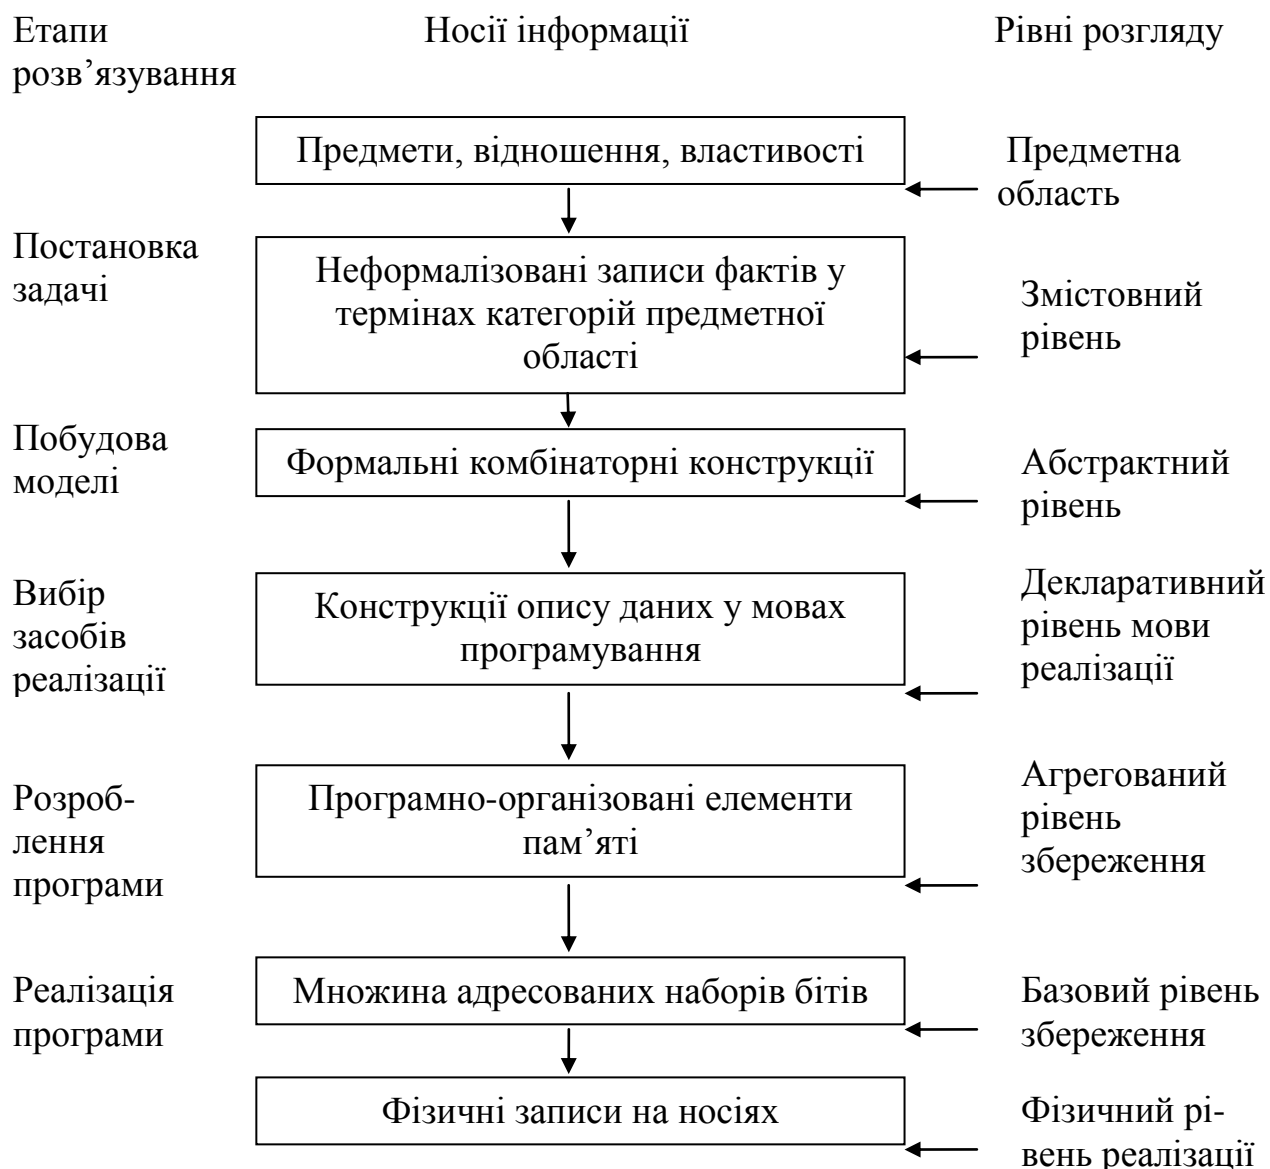 Етапи
розв’язування
Носії інформації
Рівні розгляду
Предмети, відношення, властивості
Предметна
область
Постановка
задачі
Неформалізовані записи фактів у
термінах категорій предметної
області
Змістовний
рівень
Побудова
моделі
Формальні комбінаторні конструкції
Абстрактний
рівень
Вибір
засобів
реалізації
Конструкції опису даних у мовах
програмування
Декларативний
рівень мови
реалізації
Розроб-
лення
програми
Програмно-організовані елементи
пам’яті
Агрегований
рівень
збереження
Реалізація
програми
Множина адресованих наборів бітів
Базовий рівень
збереження
Фізичні записи на носіях
Фізичний рі-
вень реалізації